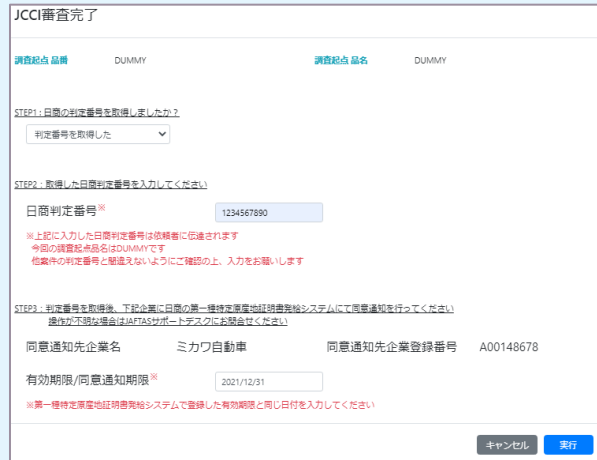 JCCI審査完了
調査起点 品番 DUMMY 調査起点 品名 DUMMY
STEP1:日商の判定番号を取得しましたか?
判定番号を取得した
STEP2:取得した日商判定番号を入力してください
日商判定番号※ 1234567890
※上記に入力した日商判定番号は依頼者に伝達されます
今回の調査起点品名はDUMMYです
他案件の判定番号と間違えないようにご確認の上、入力をお願いします
STEP3:判定番号を取得後、下記企業に日商の第一種特定原産地証明書発給システムにて同意通知を行ってください
操作が不明な場合はJAFTASサポートデスクにお問合せください
同意通知先企業名 ミカワ自動車 同意通知先企業登録番号 A00148678
有効期限/同意通知期限※ 2021/12/31
※第一種特定原産地証明書発給システムで登録した有効期限と同じ日付を入力してください
キャンセル 実行